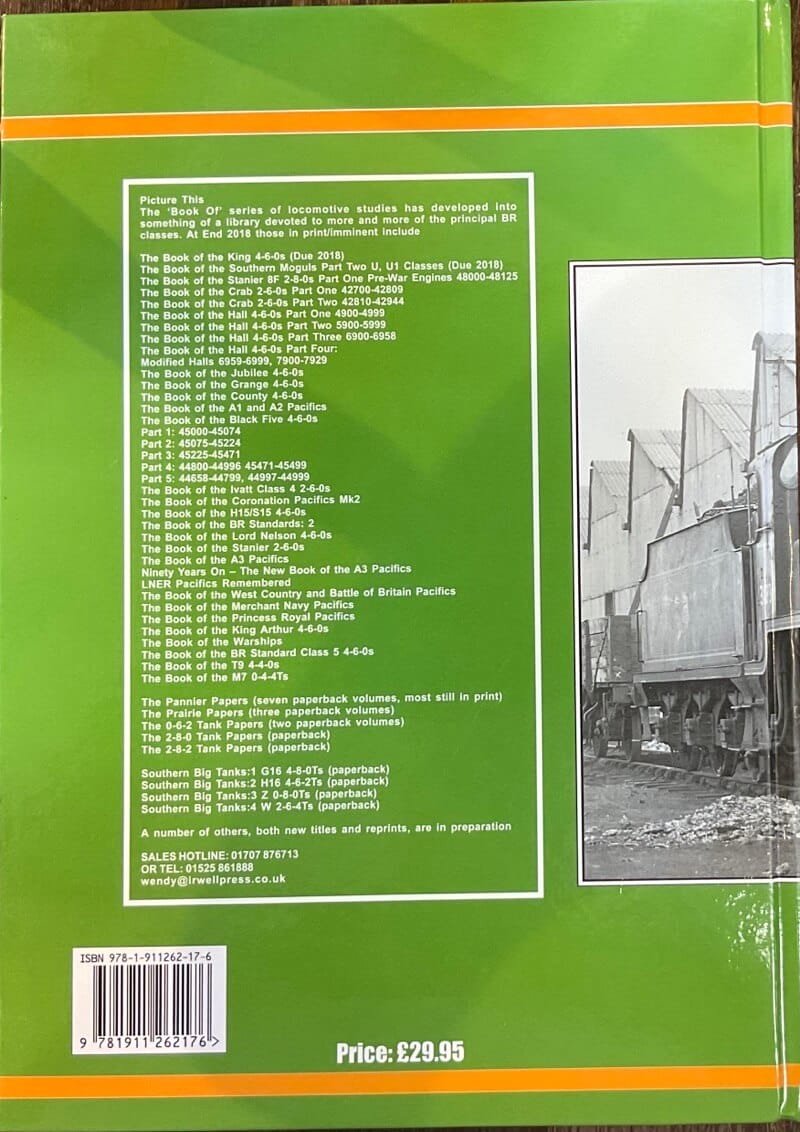 Picture This
The 'Book Of' series of locomotive studies has developed into
something of a library devoted to more and more of the principal BR
classes. At End 2018 those in print/imminent include
The Book of the King 4-6-0s (Due 2018)
The Book of the Southern Moguls Part Two U, U1 Classes (Due 2018)
The Book of the Stanier 8F 2-8-0s Part One Pre-War Engines 48000-48125
The Book of the Crab 2-6-0s Part One 42700-42809
The Book of the Crab 2-6-0s Part Two 42810-42944
The Book of the Hall 4-6-0s Part One 4900-4999
The Book of the Hall 4-6-0s Part Two 5900-5999
The Book of the Hall 4-6-0s Part Three 6900-6958
The Book of the Hall 4-6-0s Part Four:
Modified Halls 6959-6999, 7900-7929
The Book of the Jubilee 4-6-0s
The Book of the Grange 4-6-0s
The Book of the County 4-6-0s
The Book of the A1 and A2 Pacifics
The Book of the Black Five 4-6-0s
Part 1: 45000-45074
Part 2: 45075-45224
Part 3: 45225-45471
Part 4: 44800-44996 45471-45499
Part 5: 44658-44799, 44997-44999
The Book of the Ivatt Class 4 2-6-0s
The Book of the Coronation Pacifics Mk2
The Book of the H15/S15 4-6-0s
The Book of the BR Standards: 2
The Book of the Lord Nelson 4-6-0s
The Book of the Stanier 2-6-0s
The Book of the A3 Pacifics
Ninety Years On – The New Book of the A3 Pacifics
LNER Pacifics Remembered
The Book of the West Country and Battle of Britain Pacifics
The Book of the Merchant Navy Pacifics
The Book of the Princess Royal Pacifics
The Book of the King Arthur 4-6-0s
The Book of the Warships
The Book of the BR Standard Class 5 4-6-0s
The Book of the T9 4-4-0s
The Book of the M7 0-4-4Ts
The Pannier Papers (seven paperback volumes, most still in print)
The Prairie Papers (three paperback volumes)
The 0-6-2 Tank Papers (two paperback volumes)
The 2-8-0 Tank Papers (paperback)
The 2-8-2 Tank Papers (paperback)
Southern Big Tanks:1 G16 4-8-0Ts (paperback)
Southern Big Tanks:2 H16 4-6-2Ts (paperback)
Southern Big Tanks:3 Z 0-8-0Ts (paperback)
Southern Big Tanks:4 W 2-6-4Ts (paperback)
A number of others, both new titles and reprints, are in preparation
SALES HOTLINE: 01707 876713
OR TEL: 01525 861888
wendy@irwellpress.co.uk
ISBN 978-1-911262-17-6
9 781911 262176 >
Price: £29.95